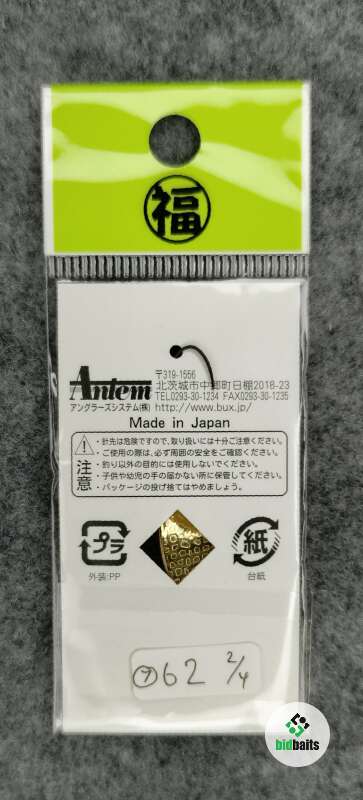 福
Antem
アングラーズシステム(株)
〒319-1556
北茨城市中郷町日棚2018-23
TEL0293-30-1234 FAX0293-30-1235
http://www.bux.jp/
Made in Japan
注意
・針先は危険ですので、取り扱いには十分ご注意ください。
・ご使用の際は、必ず周囲の安全をご確認ください。
・釣り以外の目的には使用しないでください。
・子供や幼児の手の届かない所に保管してください。
・パッケージの投げ捨てはやめましょう。
プラ
外装:PP
紙
台紙
⑦62 2/4
bidbaits